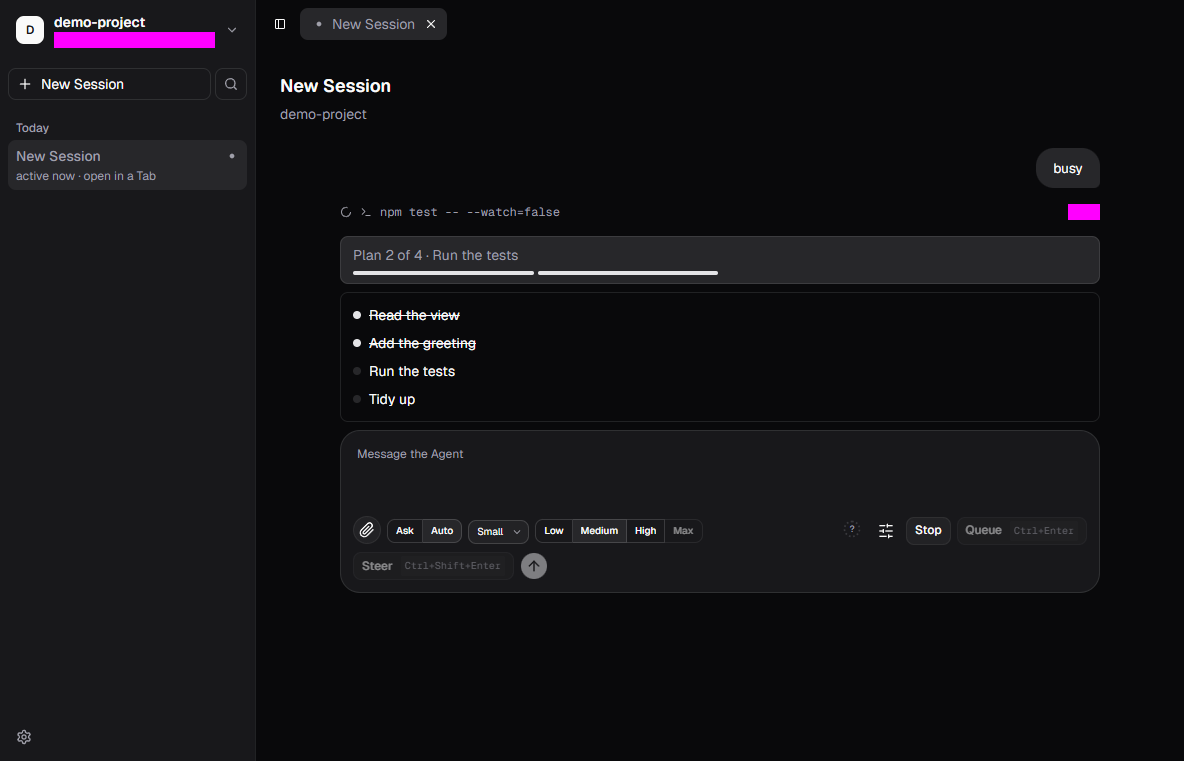 D
demo-project
New Session
Today
New Session
active now · open in a Tab
New Session
New Session
demo-project
busy
npm test -- --watch=false
Plan 2 of 4 · Run the tests
Read the view
Add the greeting
Run the tests
Tidy up
Message the Agent
Ask Auto Small Low Medium High Max ? Stop Queue Ctrl+Enter
Steer Ctrl+Shift+Enter